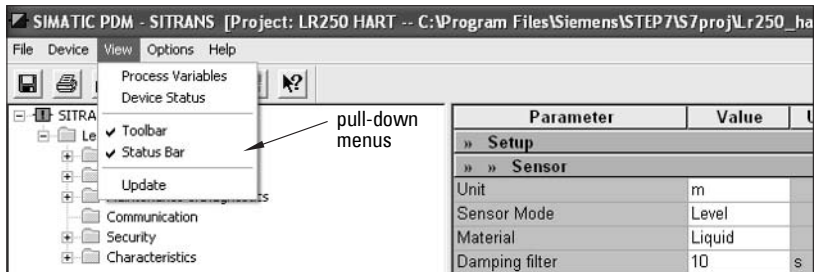 SIMATIC PDM - SITRANS [Project: LR250 HART -- C:\Program Files\Siemens\STEP7\S7proj\Lr250_ha
File Device View Options Help
Process Variables
Device Status
Toolbar
Status Bar
Update
pull-down
menus
SITRA
Le
Communication
Security
Characteristics
Parameter Value
» Setup
» » Sensor
Unit m
Sensor Mode Level
Material Liquid
Damping filter 10 s